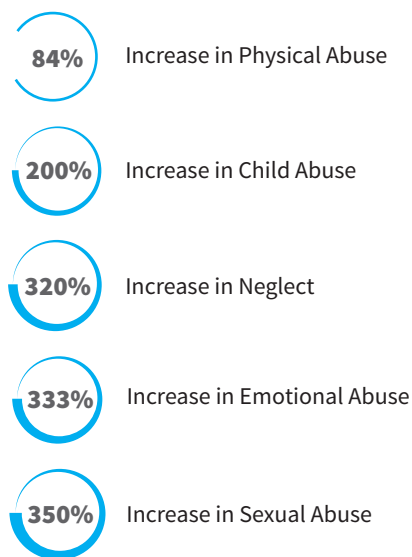 84% Increase in Physical Abuse
200% Increase in Child Abuse
320% Increase in Neglect
333% Increase in Emotional Abuse
350% Increase in Sexual Abuse